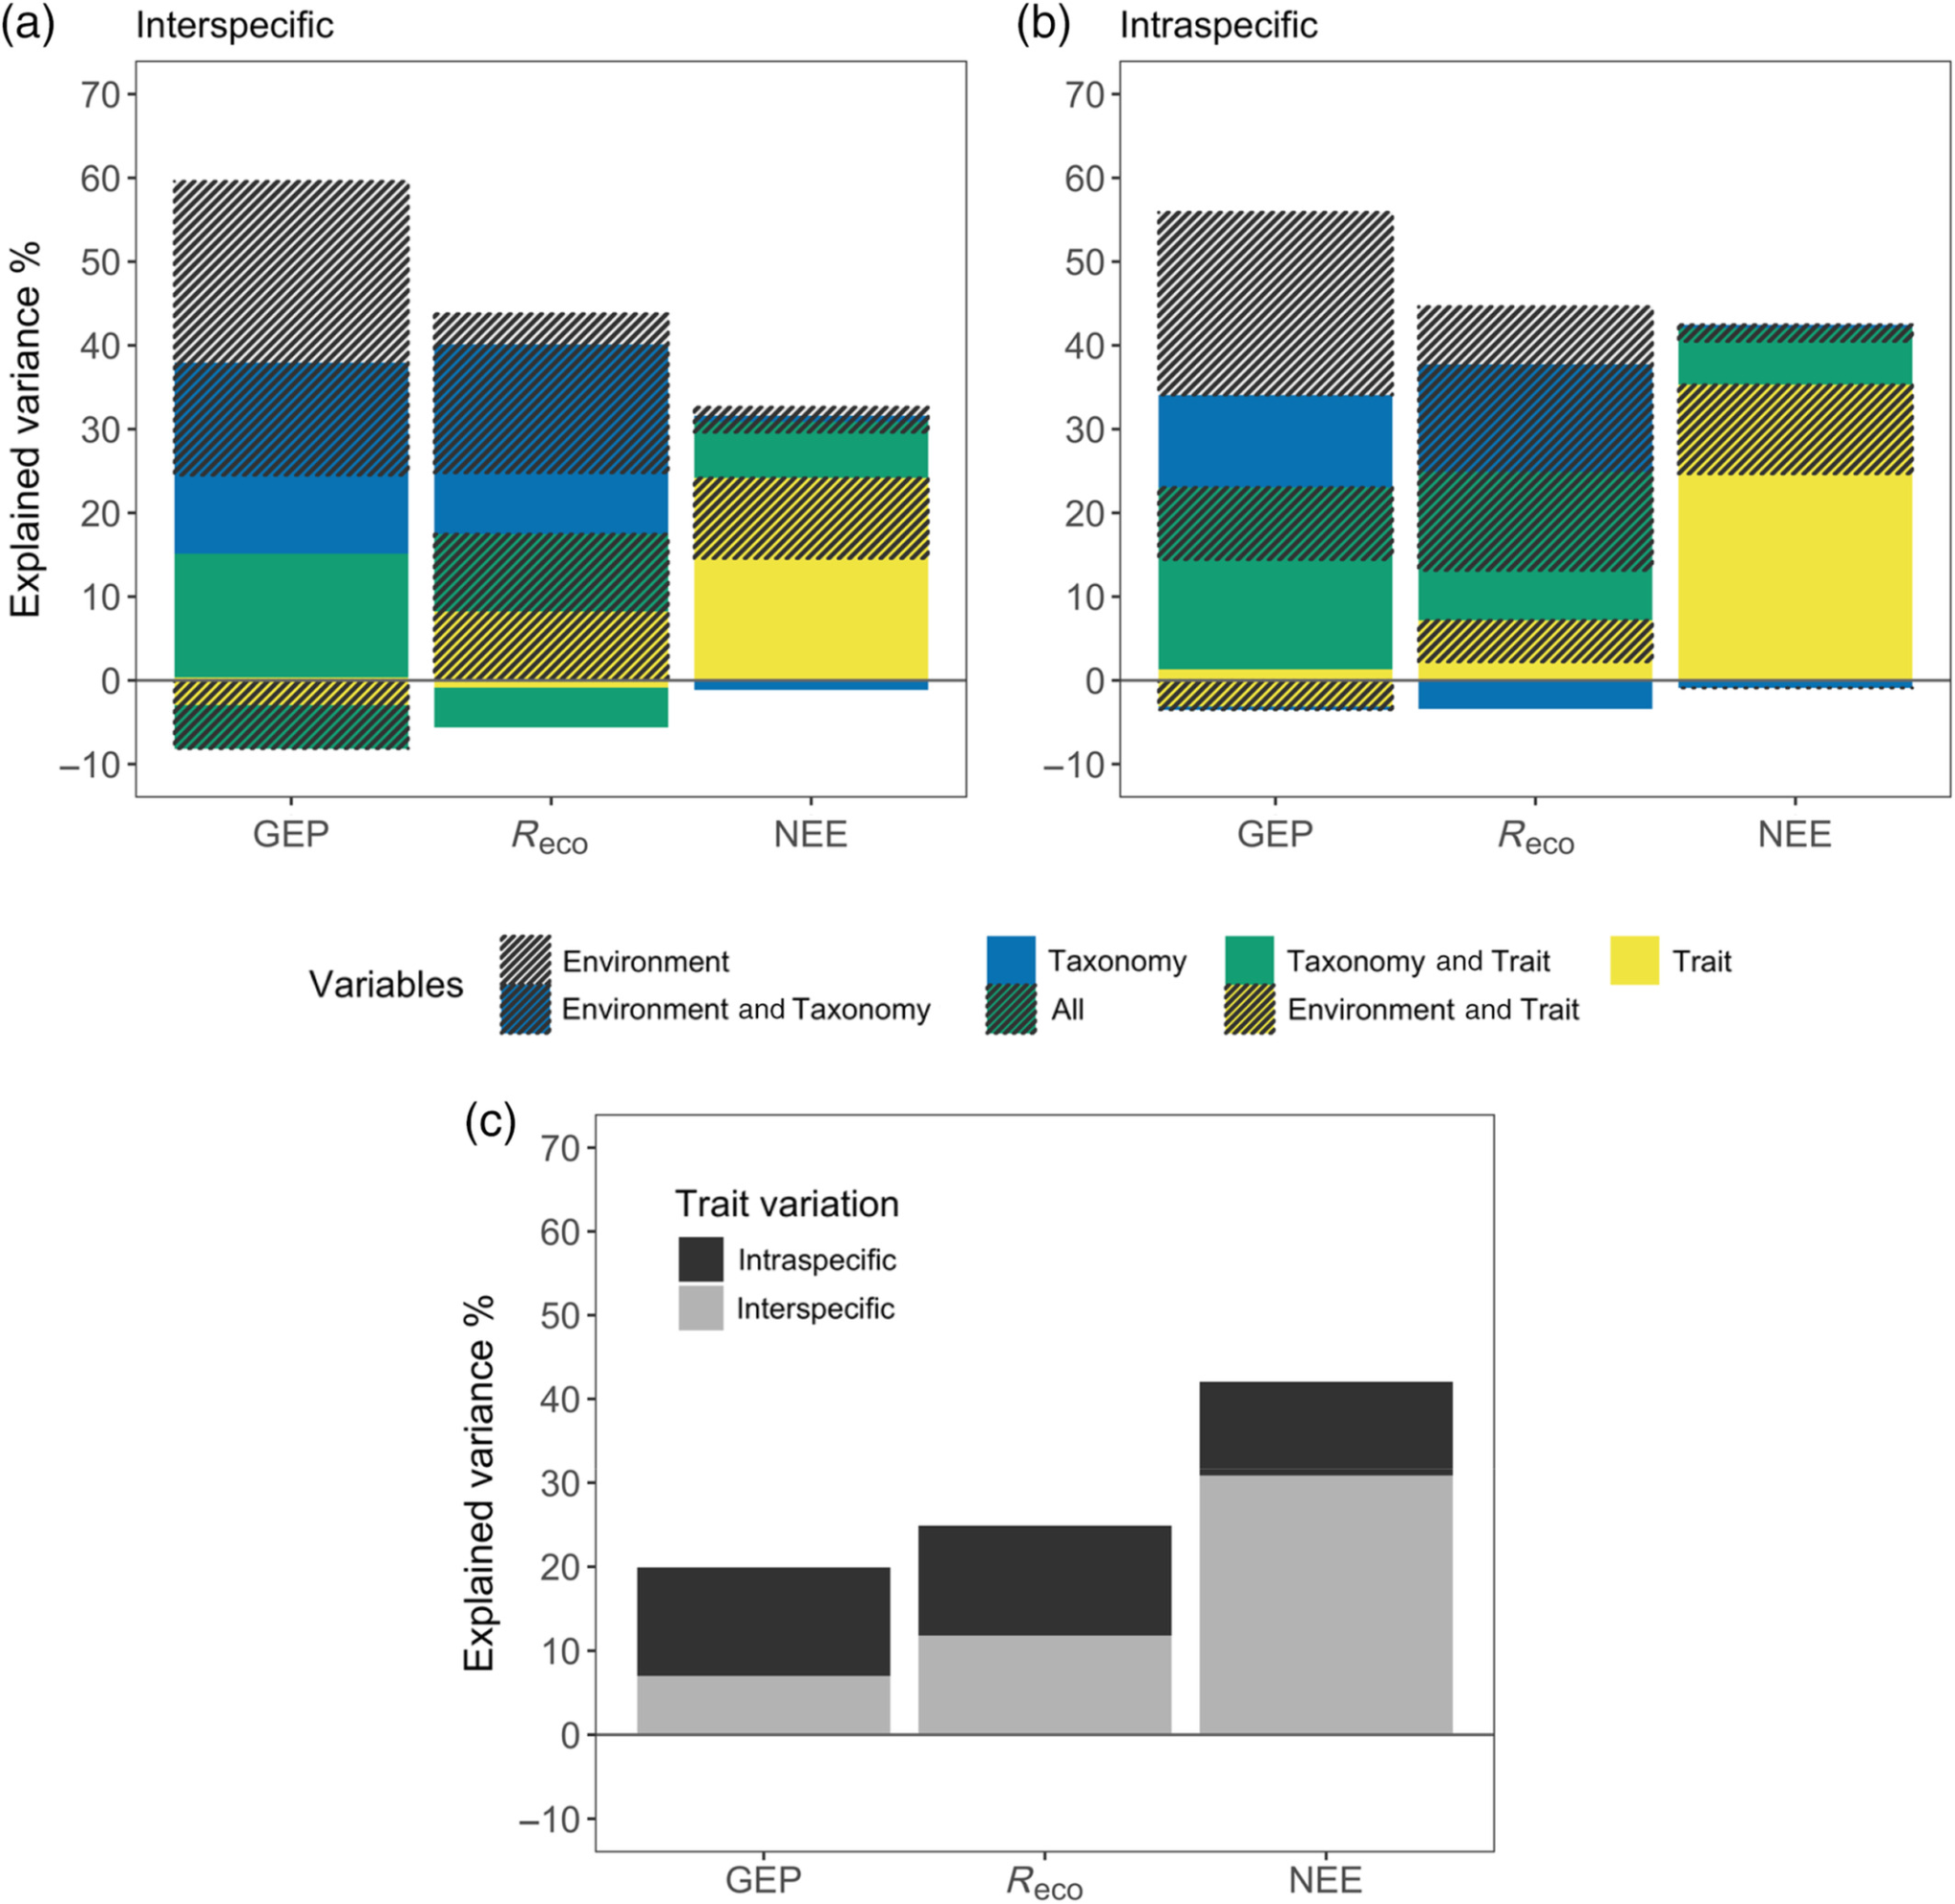 (a) Interspecific
(b) Intraspecific
Explained variance %
70
60
50
40
30
20
10
0
−10
GEP
Reco
NEE
70
60
50
40
30
20
10
0
−10
GEP
Reco
NEE
Variables
Environment
Taxonomy
Taxonomy and Trait
Trait
Environment and Taxonomy
All
Environment and Trait
(c)
Explained variance %
70
60
50
40
30
20
10
0
−10
Trait variation
Intraspecific
Interspecific
GEP
Reco
NEE